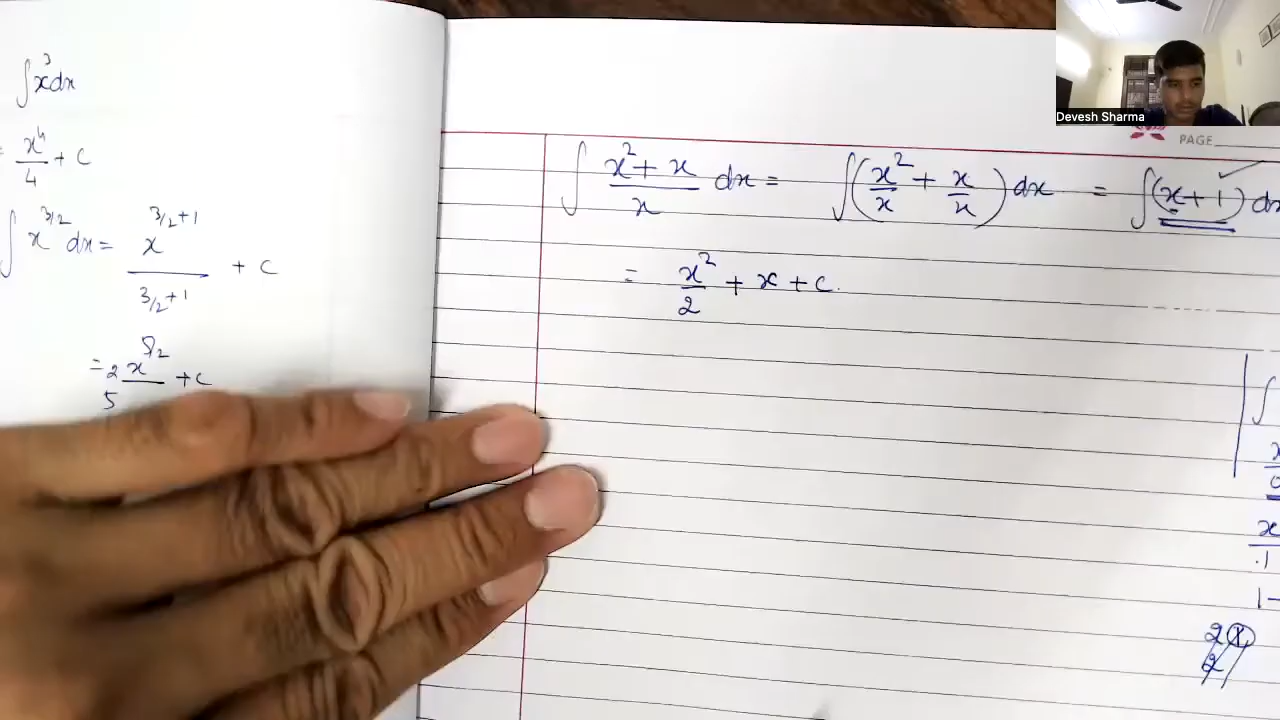 Devesh Sharma
PAGE
∫x³dx
= x⁴/4 + c
∫x^(3/2) dx = x^(3/2+1)/(3/2+1) + c
= 2/5 x^(5/2) + c
∫ (x² + x)/x dx = ∫(x²/x + x/x) dx = ∫(x + 1) dx
= x²/2 + x + c.